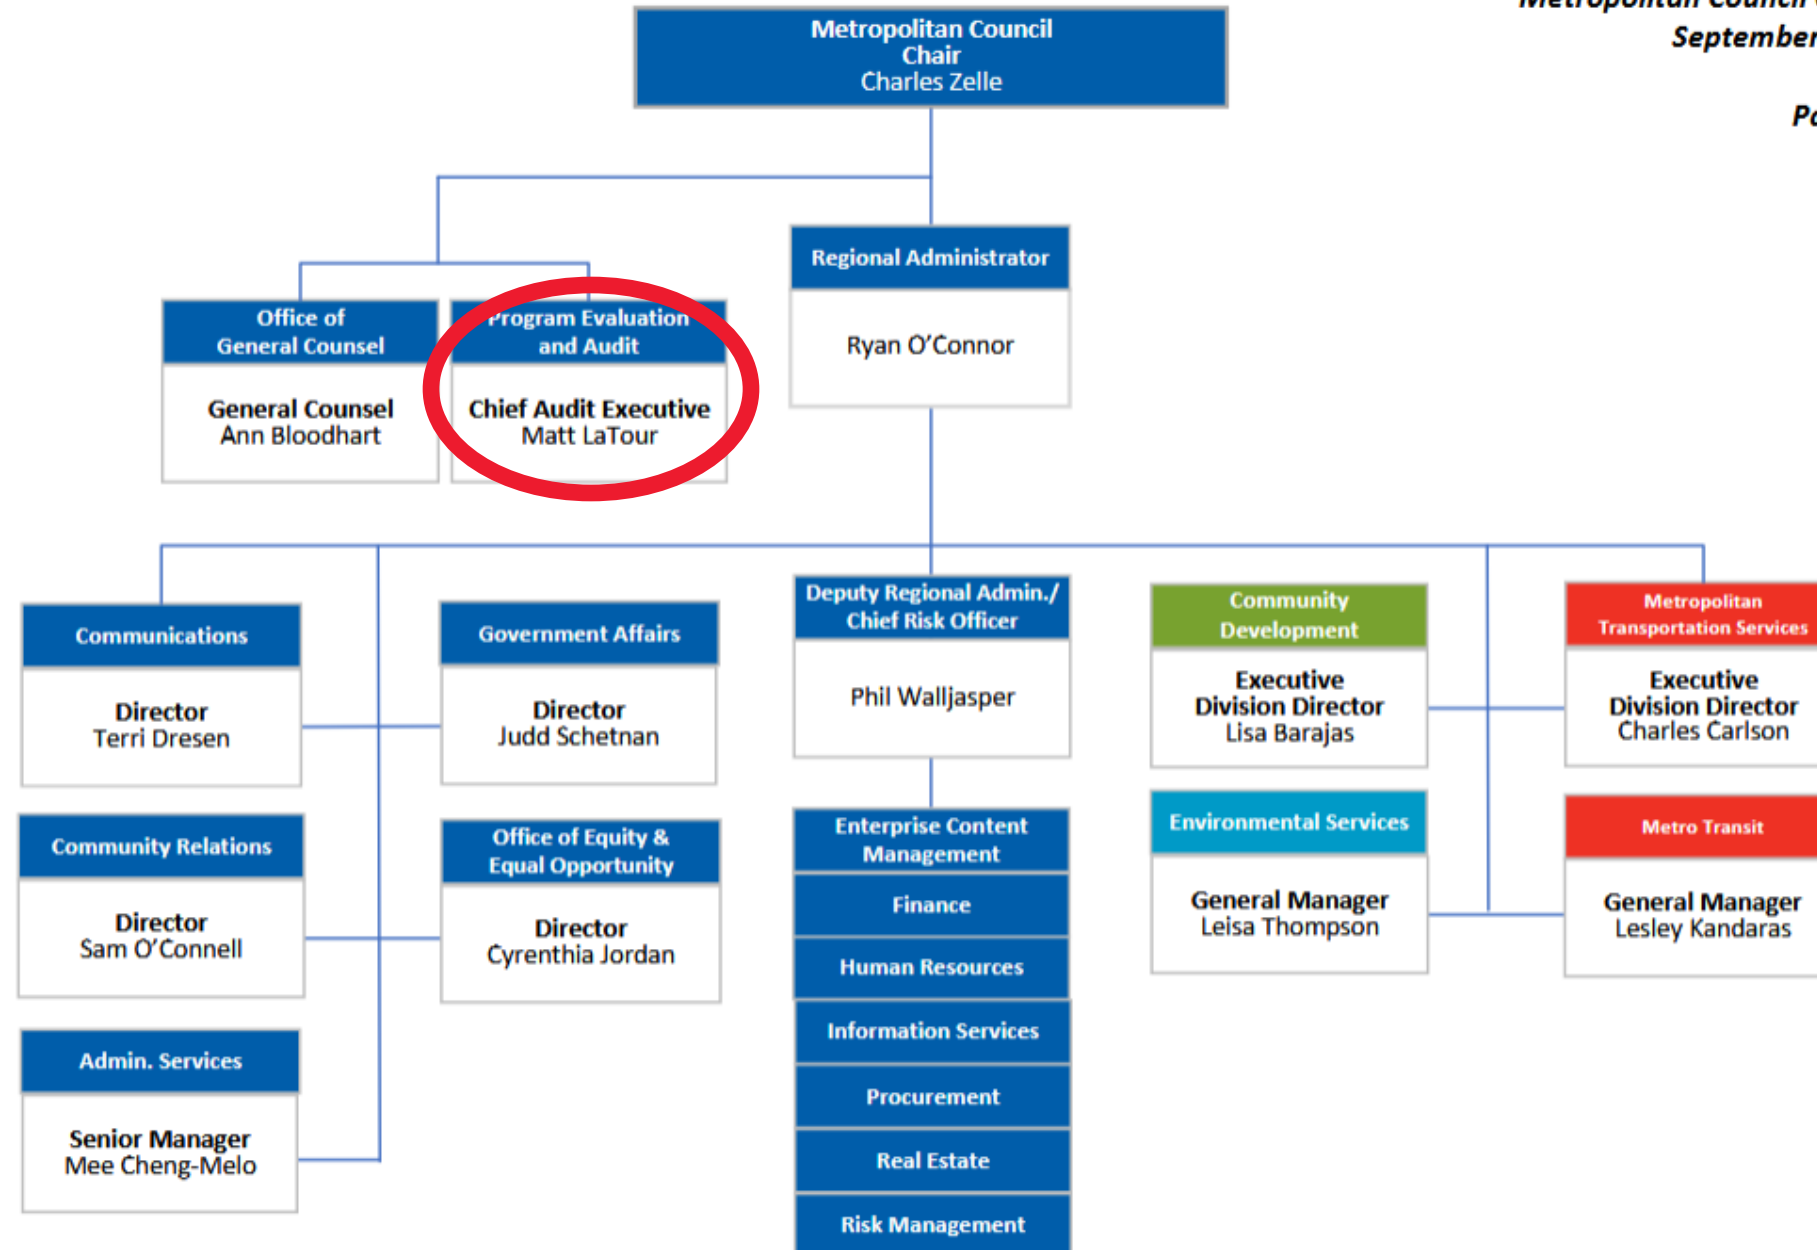 Metropolitan Council
September
Metropolitan Council
Chair
Charles Zelle
Regional Administrator
Ryan O'Connor
Office of
General Counsel
General Counsel
Ann Bloodhart
Program Evaluation
and Audit
Chief Audit Executive
Matt LaTour
Communications
Director
Terri Dresen
Government Affairs
Director
Judd Schetnan
Deputy Regional Admin./
Chief Risk Officer
Phil Walljasper
Community
Development
Executive
Division Director
Lisa Barajas
Metropolitan
Transportation Services
Executive
Division Director
Charles Carlson
Community Relations
Director
Sam O'Connell
Office of Equity &
Equal Opportunity
Director
Cyrenthia Jordan
Enterprise Content
Management
Finance
Human Resources
Information Services
Procurement
Real Estate
Risk Management
Environmental Services
General Manager
Leisa Thompson
Metro Transit
General Manager
Lesley Kandaras
Admin. Services
Senior Manager
Mee Cheng-Melo